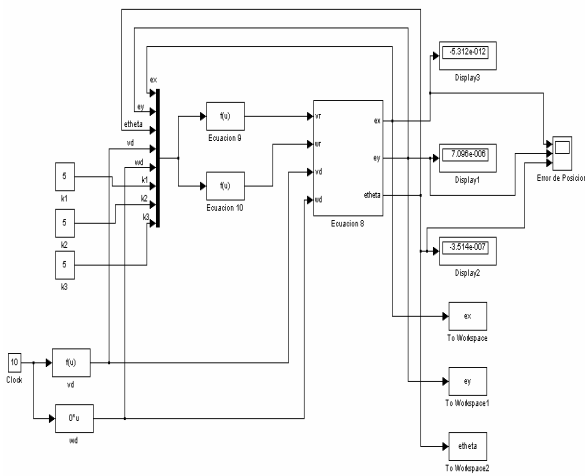 -5.312e-012
Display3
ex
ey
etheta
vd
wd
k1
k2
k3
f(u)
Ecuacion 9
f(u)
Ecuacion 10
vr
wr
vd
wd
ex
ey
etheta
Ecuacion 8
7.096e-006
Display1
Error de Posicion
-3.514e-007
Display2
5
k1
5
k2
5
k3
ex
To Workspace
10
Clock
f(u)
vd
ey
To Workspace1
0*u
wd
etheta
To Workspace2